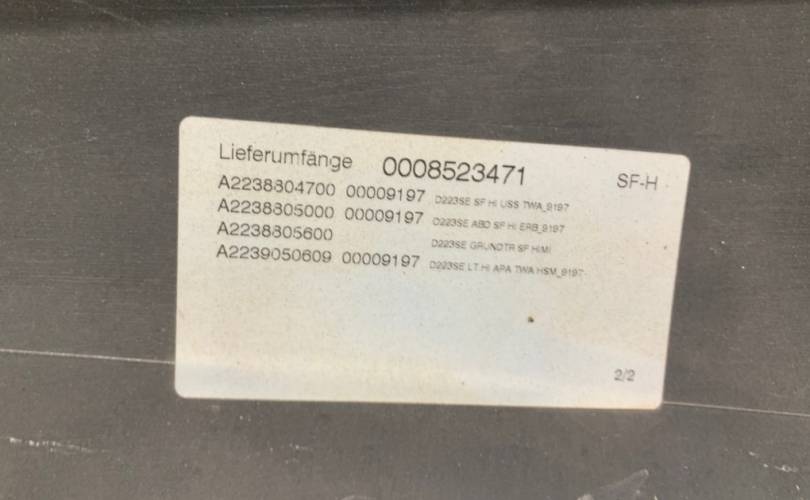 Lieferumfänge 0008523471 SF-H
A2238804700 00009197 D223SE SF HI USS TWA_9197
A2238805000 00009197 D223SE ABD SF HI ERB_9197
A2238805600 D223SE GRUNDTR SF HIMI
A2239050609 00009197 D223SE LT HI APA TWA HSM_9197
2/2